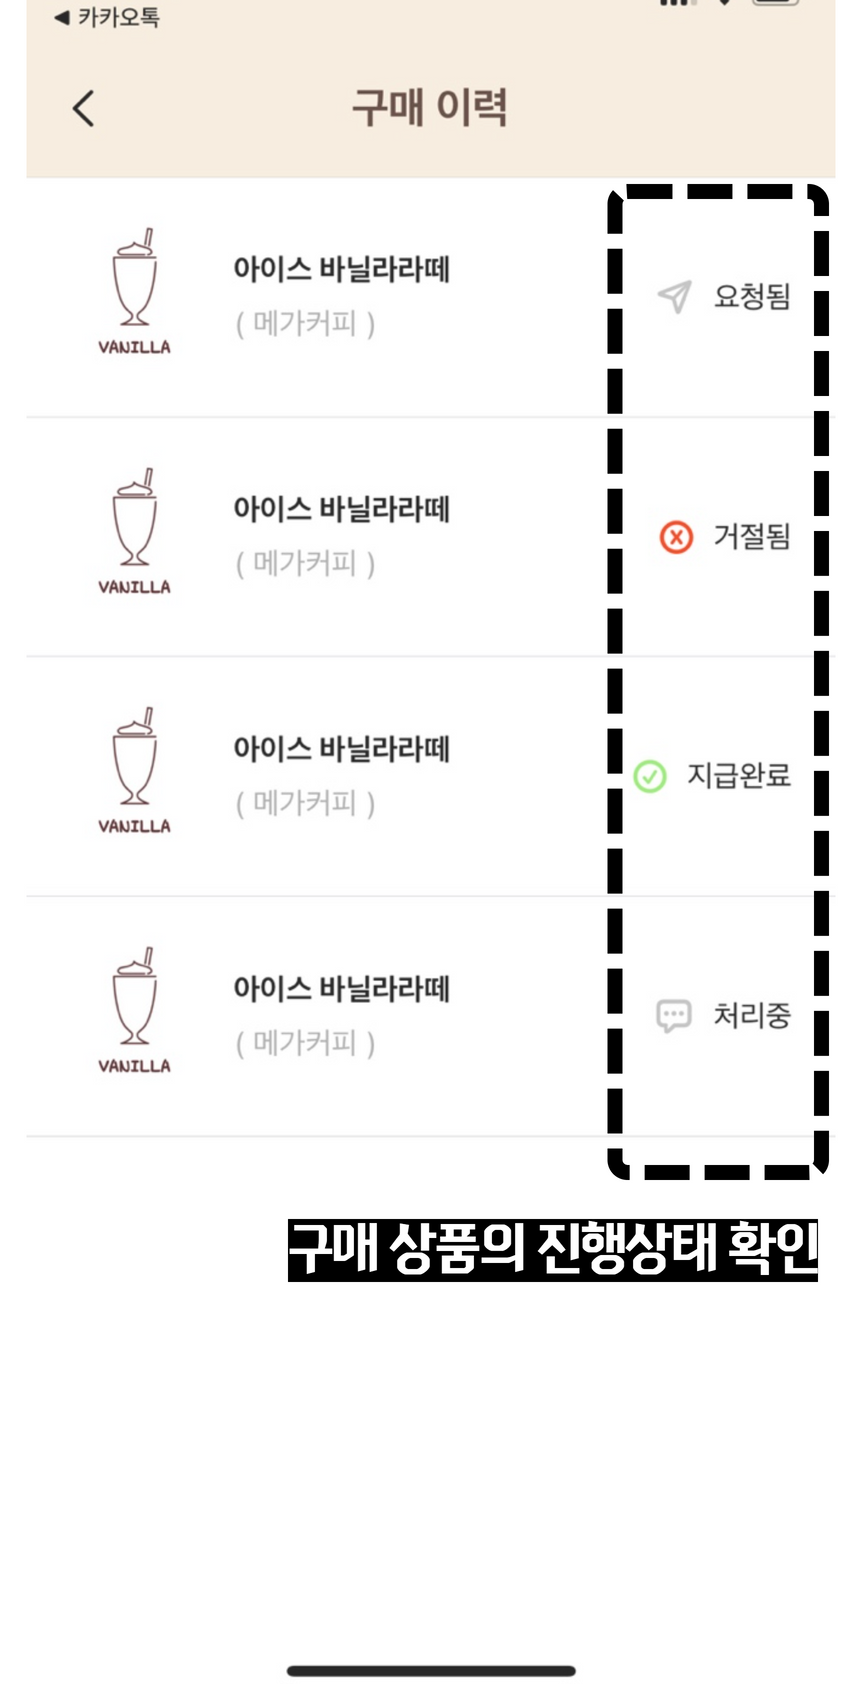 ◀ 카카오톡
구매 이력
아이스 바닐라라떼
( 메가커피 )
VANILLA
요청됨
아이스 바닐라라떼
( 메가커피 )
VANILLA
거절됨
아이스 바닐라라떼
( 메가커피 )
VANILLA
지급완료
아이스 바닐라라떼
( 메가커피 )
VANILLA
처리중
구매 상품의 진행상태 확인